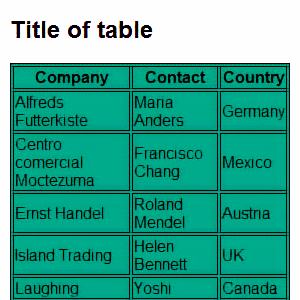 Title of table
Company Contact Country
Alfreds Maria
Futterkiste Anders Germany
Centro
comercial Francisco
Moctezuma Chang Mexico
Ernst Handel Roland
Mendel Austria
Island Trading Helen
Bennett UK
Laughing Yoshi Canada